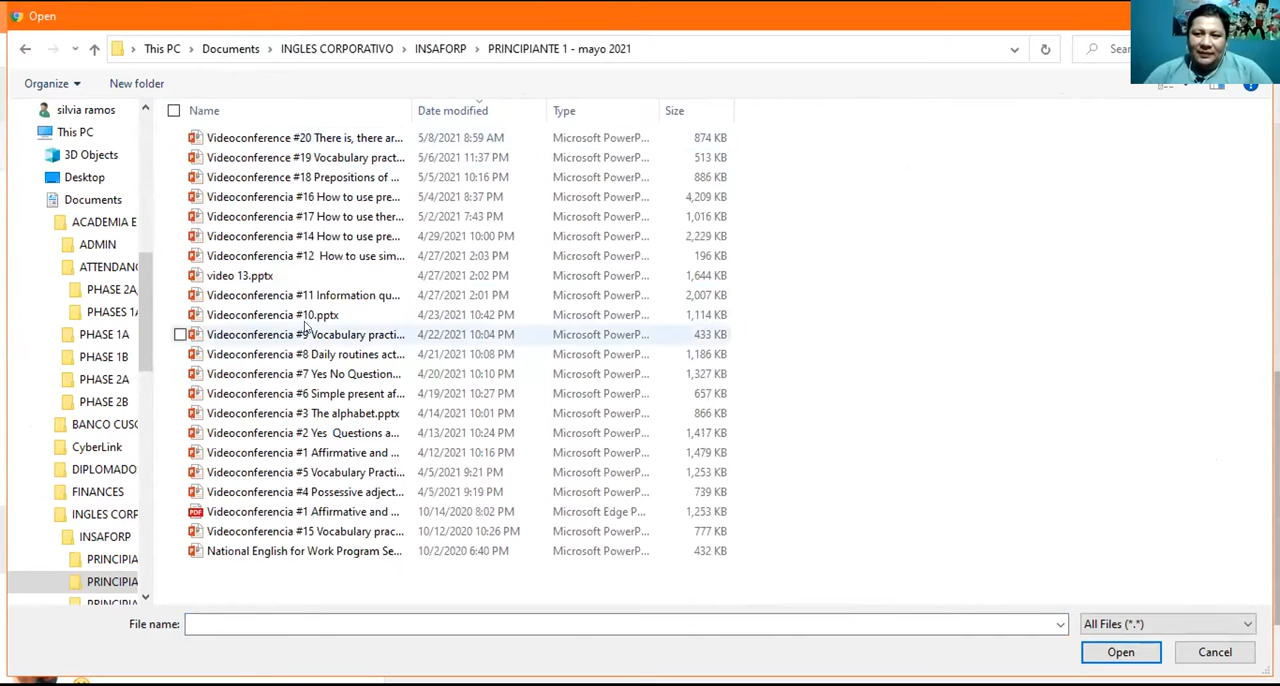 Open
This PC > Documents > INGLES CORPORATIVO > INSAFORP > PRINCIPIANTE 1 - mayo 2021
Sear
Organize
New folder
silvia ramos
This PC
3D Objects
Desktop
Documents
ACADEMIA E
ADMIN
ATTENDANC
PHASE 2A
PHASES 1A
PHASE 1A
PHASE 1B
PHASE 2A
PHASE 2B
BANCO CUSC
CyberLink
DIPLOMADO
FINANCES
INGLES CORP
INSAFORP
PRINCIPIA
PRINCIPIA
PRINCIPIA
Name Date modified Type Size
Videoconference #20 There is, there ar... 5/8/2021 8:59 AM Microsoft PowerP... 874 KB
Videoconference #19 Vocabulary pract... 5/6/2021 11:37 PM Microsoft PowerP... 513 KB
Videoconference #18 Prepositions of ... 5/5/2021 10:16 PM Microsoft PowerP... 886 KB
Videoconferencia #16 How to use pre... 5/4/2021 8:37 PM Microsoft PowerP... 4,209 KB
Videoconferencia #17 How to use ther... 5/2/2021 7:43 PM Microsoft PowerP... 1,016 KB
Videoconferencia #14 How to use pre... 4/29/2021 10:00 PM Microsoft PowerP... 2,229 KB
Videoconferencia #12 How to use sim... 4/27/2021 2:03 PM Microsoft PowerP... 196 KB
video 13.pptx 4/27/2021 2:02 PM Microsoft PowerP... 1,644 KB
Videoconferencia #11 Information qu... 4/27/2021 2:01 PM Microsoft PowerP... 2,007 KB
Videoconferencia #10.pptx 4/23/2021 10:42 PM Microsoft PowerP... 1,114 KB
Videoconferencia #9 Vocabulary practi... 4/22/2021 10:04 PM Microsoft PowerP... 433 KB
Videoconferencia #8 Daily routines act... 4/21/2021 10:08 PM Microsoft PowerP... 1,186 KB
Videoconferencia #7 Yes No Question... 4/20/2021 10:10 PM Microsoft PowerP... 1,327 KB
Videoconferencia #6 Simple present af... 4/19/2021 10:27 PM Microsoft PowerP... 657 KB
Videoconferencia #3 The alphabet.pptx 4/14/2021 10:01 PM Microsoft PowerP... 866 KB
Videoconferencia #2 Yes Questions a... 4/13/2021 10:24 PM Microsoft PowerP... 1,417 KB
Videoconferencia #1 Affirmative and ... 4/12/2021 10:16 PM Microsoft PowerP... 1,479 KB
Videoconferencia #5 Vocabulary Practi... 4/5/2021 9:21 PM Microsoft PowerP... 1,253 KB
Videoconferencia #4 Possessive adject... 4/5/2021 9:19 PM Microsoft PowerP... 739 KB
Videoconferencia #1 Affirmative and ... 10/14/2020 8:02 PM Microsoft Edge P... 1,253 KB
Videoconferencia #15 Vocabulary prac... 10/12/2020 10:26 PM Microsoft PowerP... 777 KB
National English for Work Program Se... 10/2/2020 6:40 PM Microsoft PowerP... 432 KB
File name:
All Files (*.*)
Open Cancel